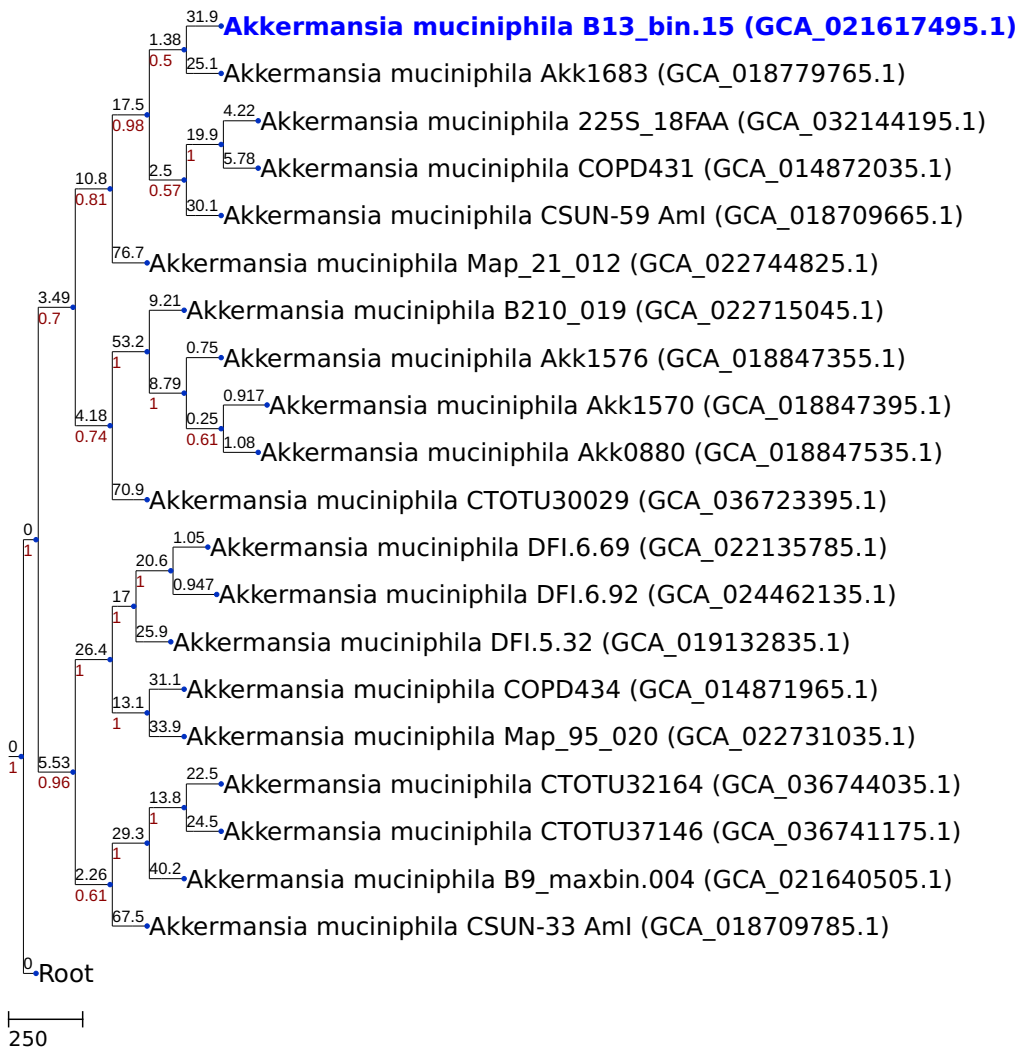 31.9
Akkermansia muciniphila B13_bin.15 (GCA_021617495.1)
1.38
0.5
25.1
Akkermansia muciniphila Akk1683 (GCA_018779765.1)
17.5
0.98
4.22
Akkermansia muciniphila 225S_18FAA (GCA_032144195.1)
19.9
1
5.78
Akkermansia muciniphila COPD431 (GCA_014872035.1)
2.5
0.57
10.8
0.81
30.1
Akkermansia muciniphila CSUN-59 AmI (GCA_018709665.1)
76.7
Akkermansia muciniphila Map_21_012 (GCA_022744825.1)
3.49
0.7
9.21
Akkermansia muciniphila B210_019 (GCA_022715045.1)
53.2
1
0.75
Akkermansia muciniphila Akk1576 (GCA_018847355.1)
8.79
1
0.917
Akkermansia muciniphila Akk1570 (GCA_018847395.1)
4.18
0.74
0.25
0.61
1.08
Akkermansia muciniphila Akk0880 (GCA_018847535.1)
70.9
Akkermansia muciniphila CTOTU30029 (GCA_036723395.1)
0
1
1.05
Akkermansia muciniphila DFI.6.69 (GCA_022135785.1)
20.6
1
0.947
Akkermansia muciniphila DFI.6.92 (GCA_024462135.1)
17
1
25.9
Akkermansia muciniphila DFI.5.32 (GCA_019132835.1)
26.4
1
31.1
Akkermansia muciniphila COPD434 (GCA_014871965.1)
13.1
1
33.9
Akkermansia muciniphila Map_95_020 (GCA_022731035.1)
0
1
5.53
0.96
22.5
Akkermansia muciniphila CTOTU32164 (GCA_036744035.1)
13.8
1
24.5
Akkermansia muciniphila CTOTU37146 (GCA_036741175.1)
29.3
1
40.2
Akkermansia muciniphila B9_maxbin.004 (GCA_021640505.1)
2.26
0.61
67.5
Akkermansia muciniphila CSUN-33 AmI (GCA_018709785.1)
0
Root
250